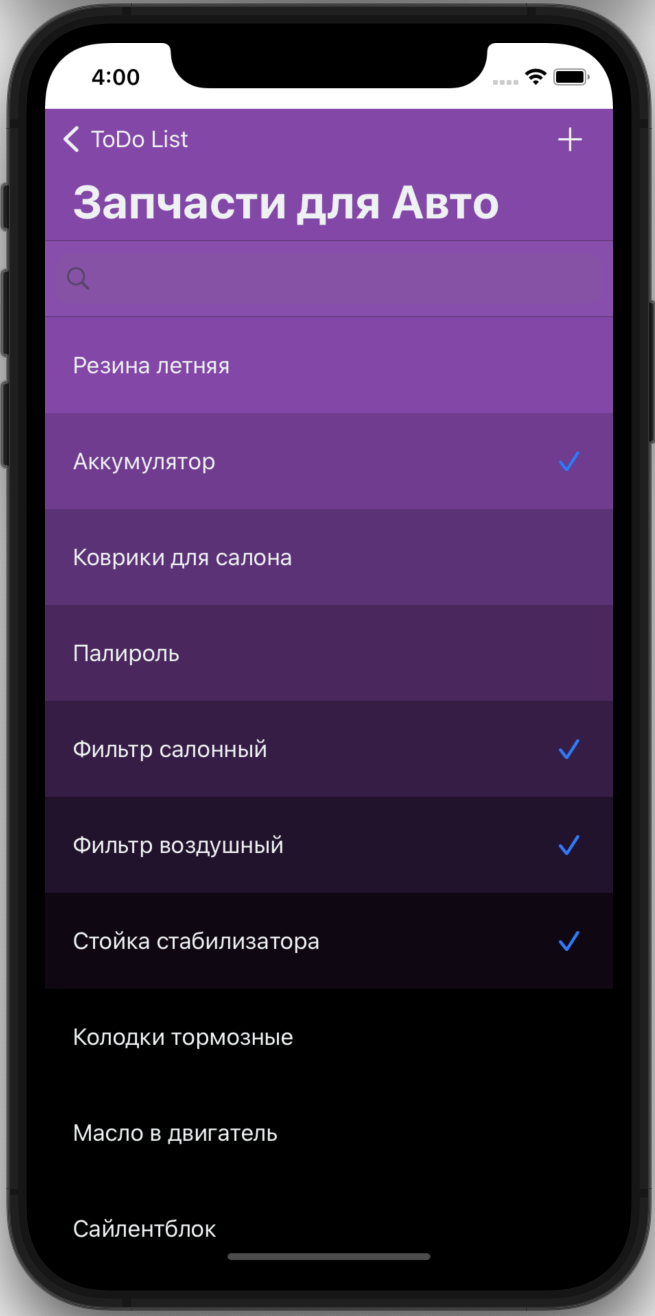 4:00
ToDo List
Запчасти для Авто
Резина летняя
Аккумулятор
Коврики для салона
Палироль
Фильтр салонный
Фильтр воздушный
Стойка стабилизатора
Колодки тормозные
Масло в двигатель
Сайлентблок